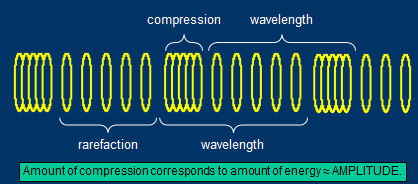 compression
wavelength
rarefaction
wavelength
Amount of compression corresponds to amount of energy ≈ AMPLITUDE.